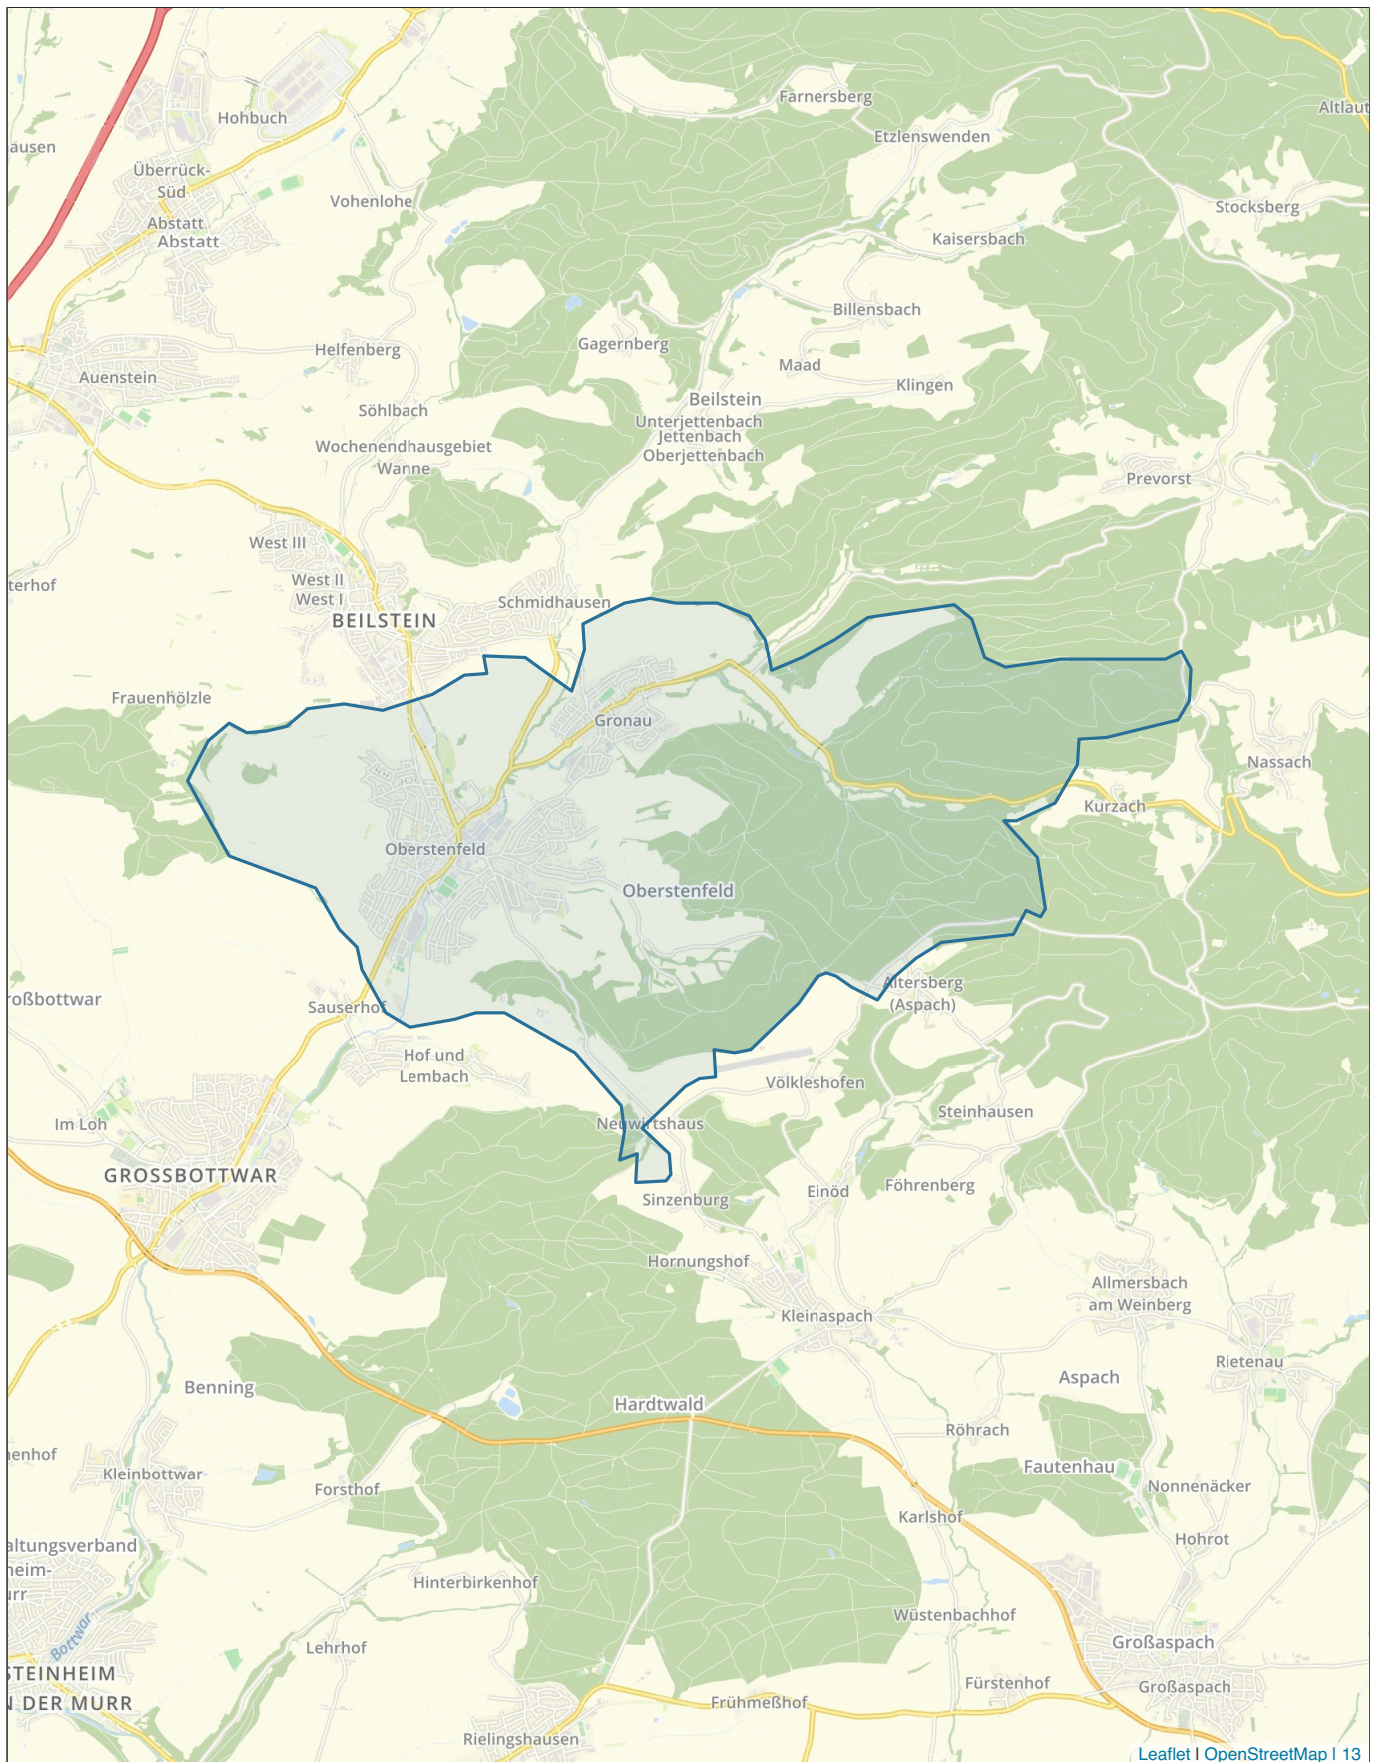 Farnersberg
Altlaut
Hohbuch
Etzlenswenden
ausen
Überrück-
Süd
Vohenlohe
Stocksberg
Abstatt
Abstatt
Kaisersbach
Billensbach
Gagernberg
Helfenberg
Maad
Auenstein
Klingen
Beilstein
Söhlbach
Unterjettenbach
Jettenbach
Oberjettenbach
Wochenendhausgebiet
Wanne
Prevorst
West III
West II
West I
terhof
Schmidhausen
BEILSTEIN
Frauenhölzle
Gronau
Nassach
Kurzach
Oberstenfeld
Oberstenfeld
Altersberg
(Aspach)
roßbottwar
Sauserhof
Hof und
Lembach
Völkleshofen
Steinhausen
Im Loh
Neuwirtshaus
GROSSBOTTWAR
Einöd
Föhrenberg
Sinzenburg
Hornungshof
Allmersbach
am Weinberg
Kleinaspach
Rietenau
Aspach
Benning
Hardtwald
Röhrach
enhof
Kleinbottwar
Fautenhau
Forsthof
Nonnenäcker
Karlshof
Hohrot
altungsverband
heim-
urr
Hinterbirkenhof
Wüstenbachhof
Bottwar
Lehrhof
Großaspach
STEINHEIM
N DER MURR
Fürstenhof
Großaspach
Frühmeßhof
Rielingshausen
Leaflet | OpenStreetMap | 13